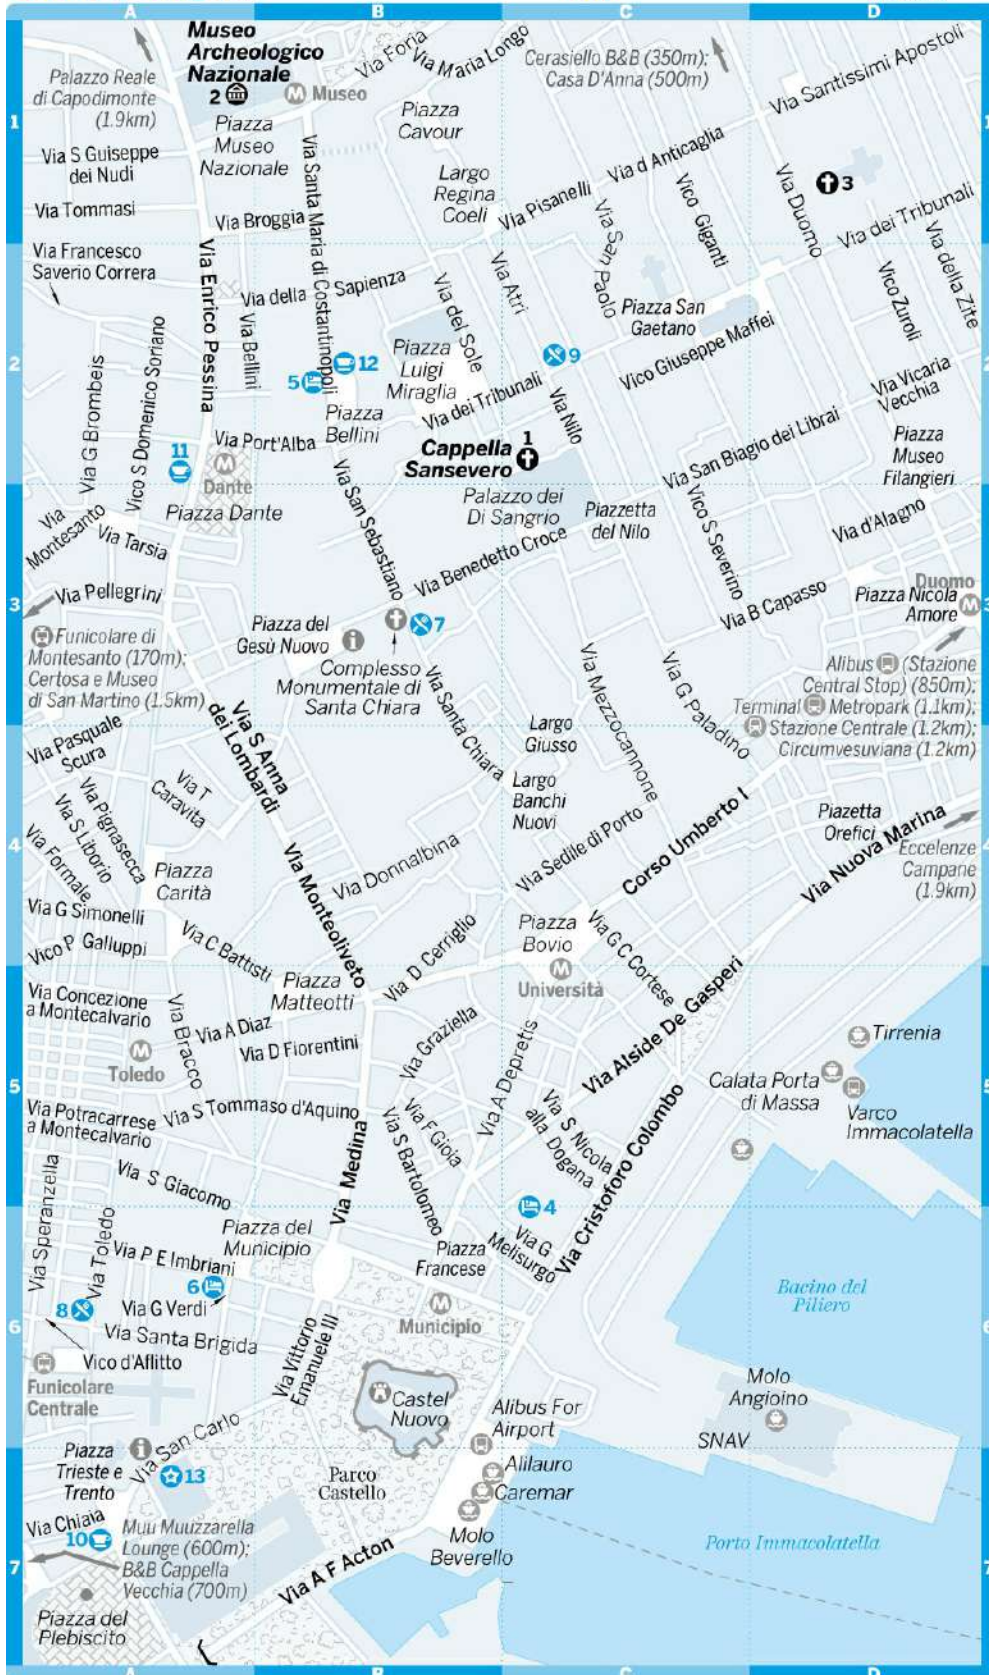 A
B
C
D
Museo
Archeologico
Nazionale
2
Museo
Via Foria
Via Maria Longo
Cerasiello B&B (350m);
Casa D'Anna (500m)
Via Santissimi Apostoli
Palazzo Reale
di Capodimonte
(1.9km)
1
1
Piazza
Museo
Nazionale
Piazza
Cavour
Via S Guiseppe
dei Nudi
Via Santa Maria di Costantinopoli
Largo
Regina
Coeli
Via d Anticaglia
Via Pisanelli
Vico Giganti
Via Duomo
3
Via Tommasi
Via Broggia
Via San Paolo
Via dei Tribunali
Via della Zite
Via Francesco
Saverio Correra
Via Enrico Pessina
Via della Sapienza
Via Atri
Via del Sole
Piazza San
Gaetano
Vico Zuroli
Via Bellini
Vico Giuseppe Maffei
2
2
Via G Brombeis
Vico S Domenico Soriano
5
12
Piazza
Luigi
Miraglia
9
Via dei Tribunali
Via Nilo
Via Vicaria
Vecchia
Piazza
Bellini
Via Port'Alba
11
Dante
Cappella
Sansevero
1
Via San Biagio dei Librai
Piazza
Museo
Filangieri
Via San Sebastiano
Palazzo dei
Di Sangrio
Piazzetta
del Nilo
Vico S Severino
Via d'Alagno
Via
Montesanto
Piazza Dante
Via Tarsia
Via Benedetto Croce
Via Pellegrini
Via B Capasso
Duomo
Piazza Nicola
Amore
3
3
Funicolare di
Montesanto (170m);
Certosa e Museo
di San Martino (1.5km)
Piazza del
Gesù Nuovo
7
Complesso
Monumentale di
Santa Chiara
Via Santa Chiara
Via Mezzocannone
Via G Paladino
Alibus (Stazione
Central Stop) (850m);
Terminal Metropark (1.1km);
Stazione Centrale (1.2km);
Circumvesuviana (1.2km)
Via Pasquale
Scura
Via S Anna
dei Lombardi
Largo
Giusso
Via T
Caravita
Largo
Banchi
Nuovi
Via Pignasecca
Via S Liborio
Via Formale
Via Sedile di Porto
Corso Umberto I
Piazetta
Orefici
Via Nuova Marina
Eccelenze
Campane
(1.9km)
4
4
Piazza
Carità
Via Monteoliveto
Via Donnalbina
Via G Simonelli
Vico P Galluppi
Via C Battisti
Via D Cerriglio
Piazza
Bovio
Via G C Cortese
Università
Piazza
Matteotti
Via Concezione
a Montecalvario
Via Bracco
Via A Diaz
Via D Fiorentini
Toledo
Via Graziella
Via A Depretis
Via Alside De Gasperi
Tirrenia
5
5
Calata Porta
di Massa
Varco
Immacolatella
Via Potracarrese
a Montecalvario
Via S Tommaso d'Aquino
Via Medina
Via F Gioia
Via S Bartolomeo
Via S Nicola
alla Dogana
Via Cristoforo Colombo
Via S Giacomo
Via Speranzella
Via Toledo
4
Piazza del
Municipio
Via P E Imbriani
Piazza
Francese
Via G
Melisurgo
6
Via G Verdi
8
Municipio
Bacino del
Piliero
6
6
Via Santa Brigida
Via Vittorio
Emanuele III
Vico d'Aflitto
Funicolare
Centrale
Castel
Nuovo
Molo
Angioino
Via San Carlo
Alibus For
Airport
SNAV
Piazza
Trieste e
Trento
13
Parco
Castello
Alilauro
Caremar
Via Chiaia
10
Muu Muuzzarella
Lounge (600m);
B&B Cappella
Vecchia (700m)
Molo
Beverello
Porto Immacolatella
7
7
Via A F Acton
Piazza del
Plebiscito
A
B
C
D